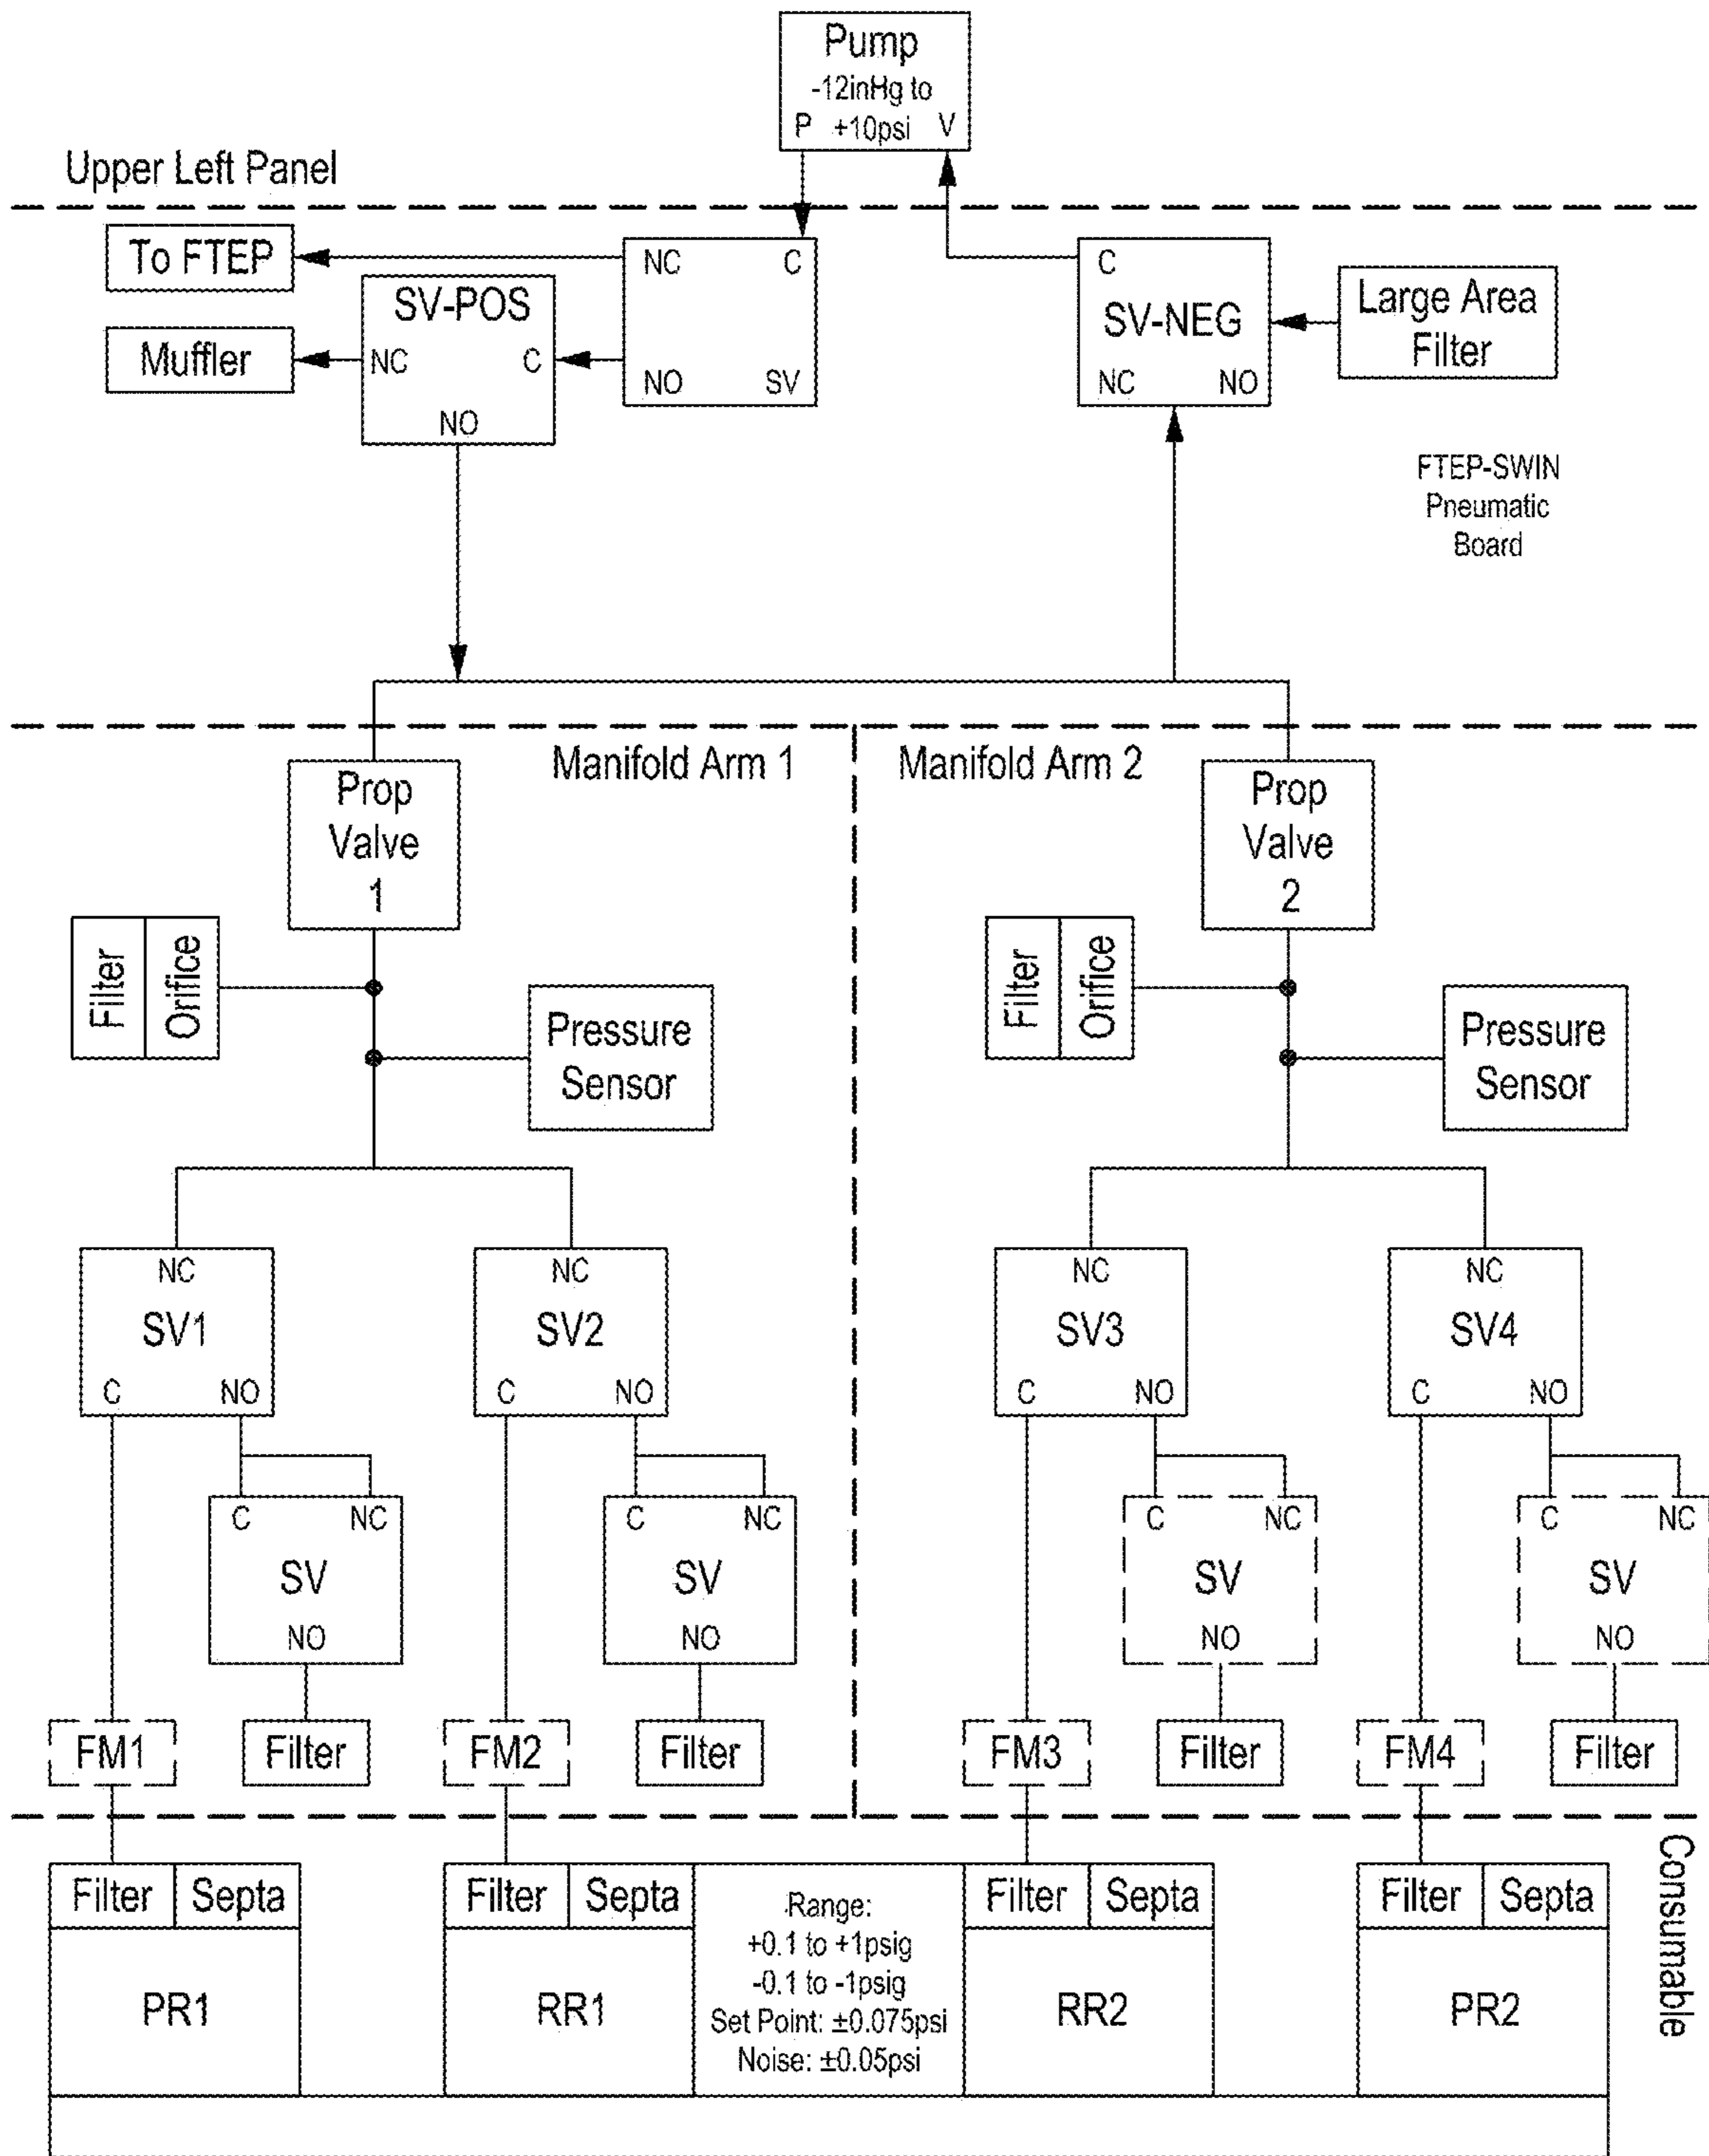 Pump
-12inHg to
P +10psi V
Upper Left Panel
To FTEP
NC C
SV-POS
C
SV-NEG
Large Area
Filter
Muffler
NC C
NO SV
NC NO
NO
FTEP-SWIN
Pneumatic
Board
Manifold Arm 1
Manifold Arm 2
Prop
Valve
1
Prop
Valve
2
Filter
Orifice
Pressure
Sensor
Filter
Orifice
Pressure
Sensor
NC
SV1
C NO
NC
SV2
C NO
NC
SV3
C NO
NC
SV4
C NO
C NC
SV
NO
C NC
SV
NO
C NC
SV
NO
C NC
SV
NO
FM1
Filter
FM2
Filter
FM3
Filter
FM4
Filter
Consumable
Filter Septa
PR1
Filter Septa
RR1
Range:
+0.1 to +1psig
-0.1 to -1psig
Set Point: ±0.075psi
Noise: ±0.05psi
Filter Septa
RR2
Filter Septa
PR2